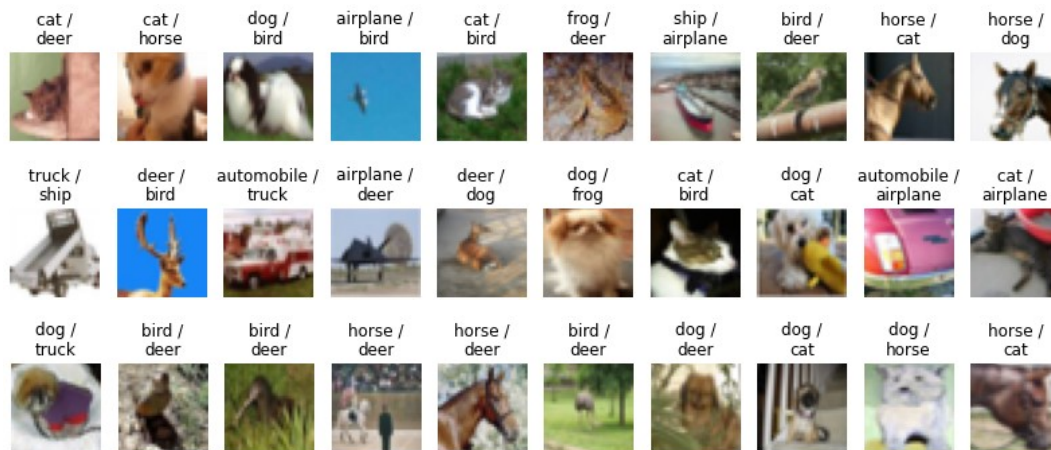 cat / cat / dog / airplane / cat / frog / ship / bird / horse / horse /
deer horse bird bird bird deer airplane deer cat dog
truck / deer / automobile / airplane / deer / dog / cat / dog / automobile / cat /
ship bird truck deer dog frog bird cat airplane airplane
dog / bird / bird / horse / horse / bird / dog / dog / dog / horse /
truck deer deer deer deer deer deer cat horse cat